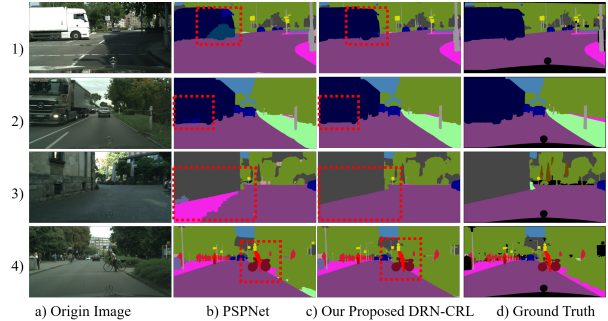 1)
2)
3)
4)
a) Origin Image b) PSPNet c) Our Proposed DRN-CRL d) Ground Truth